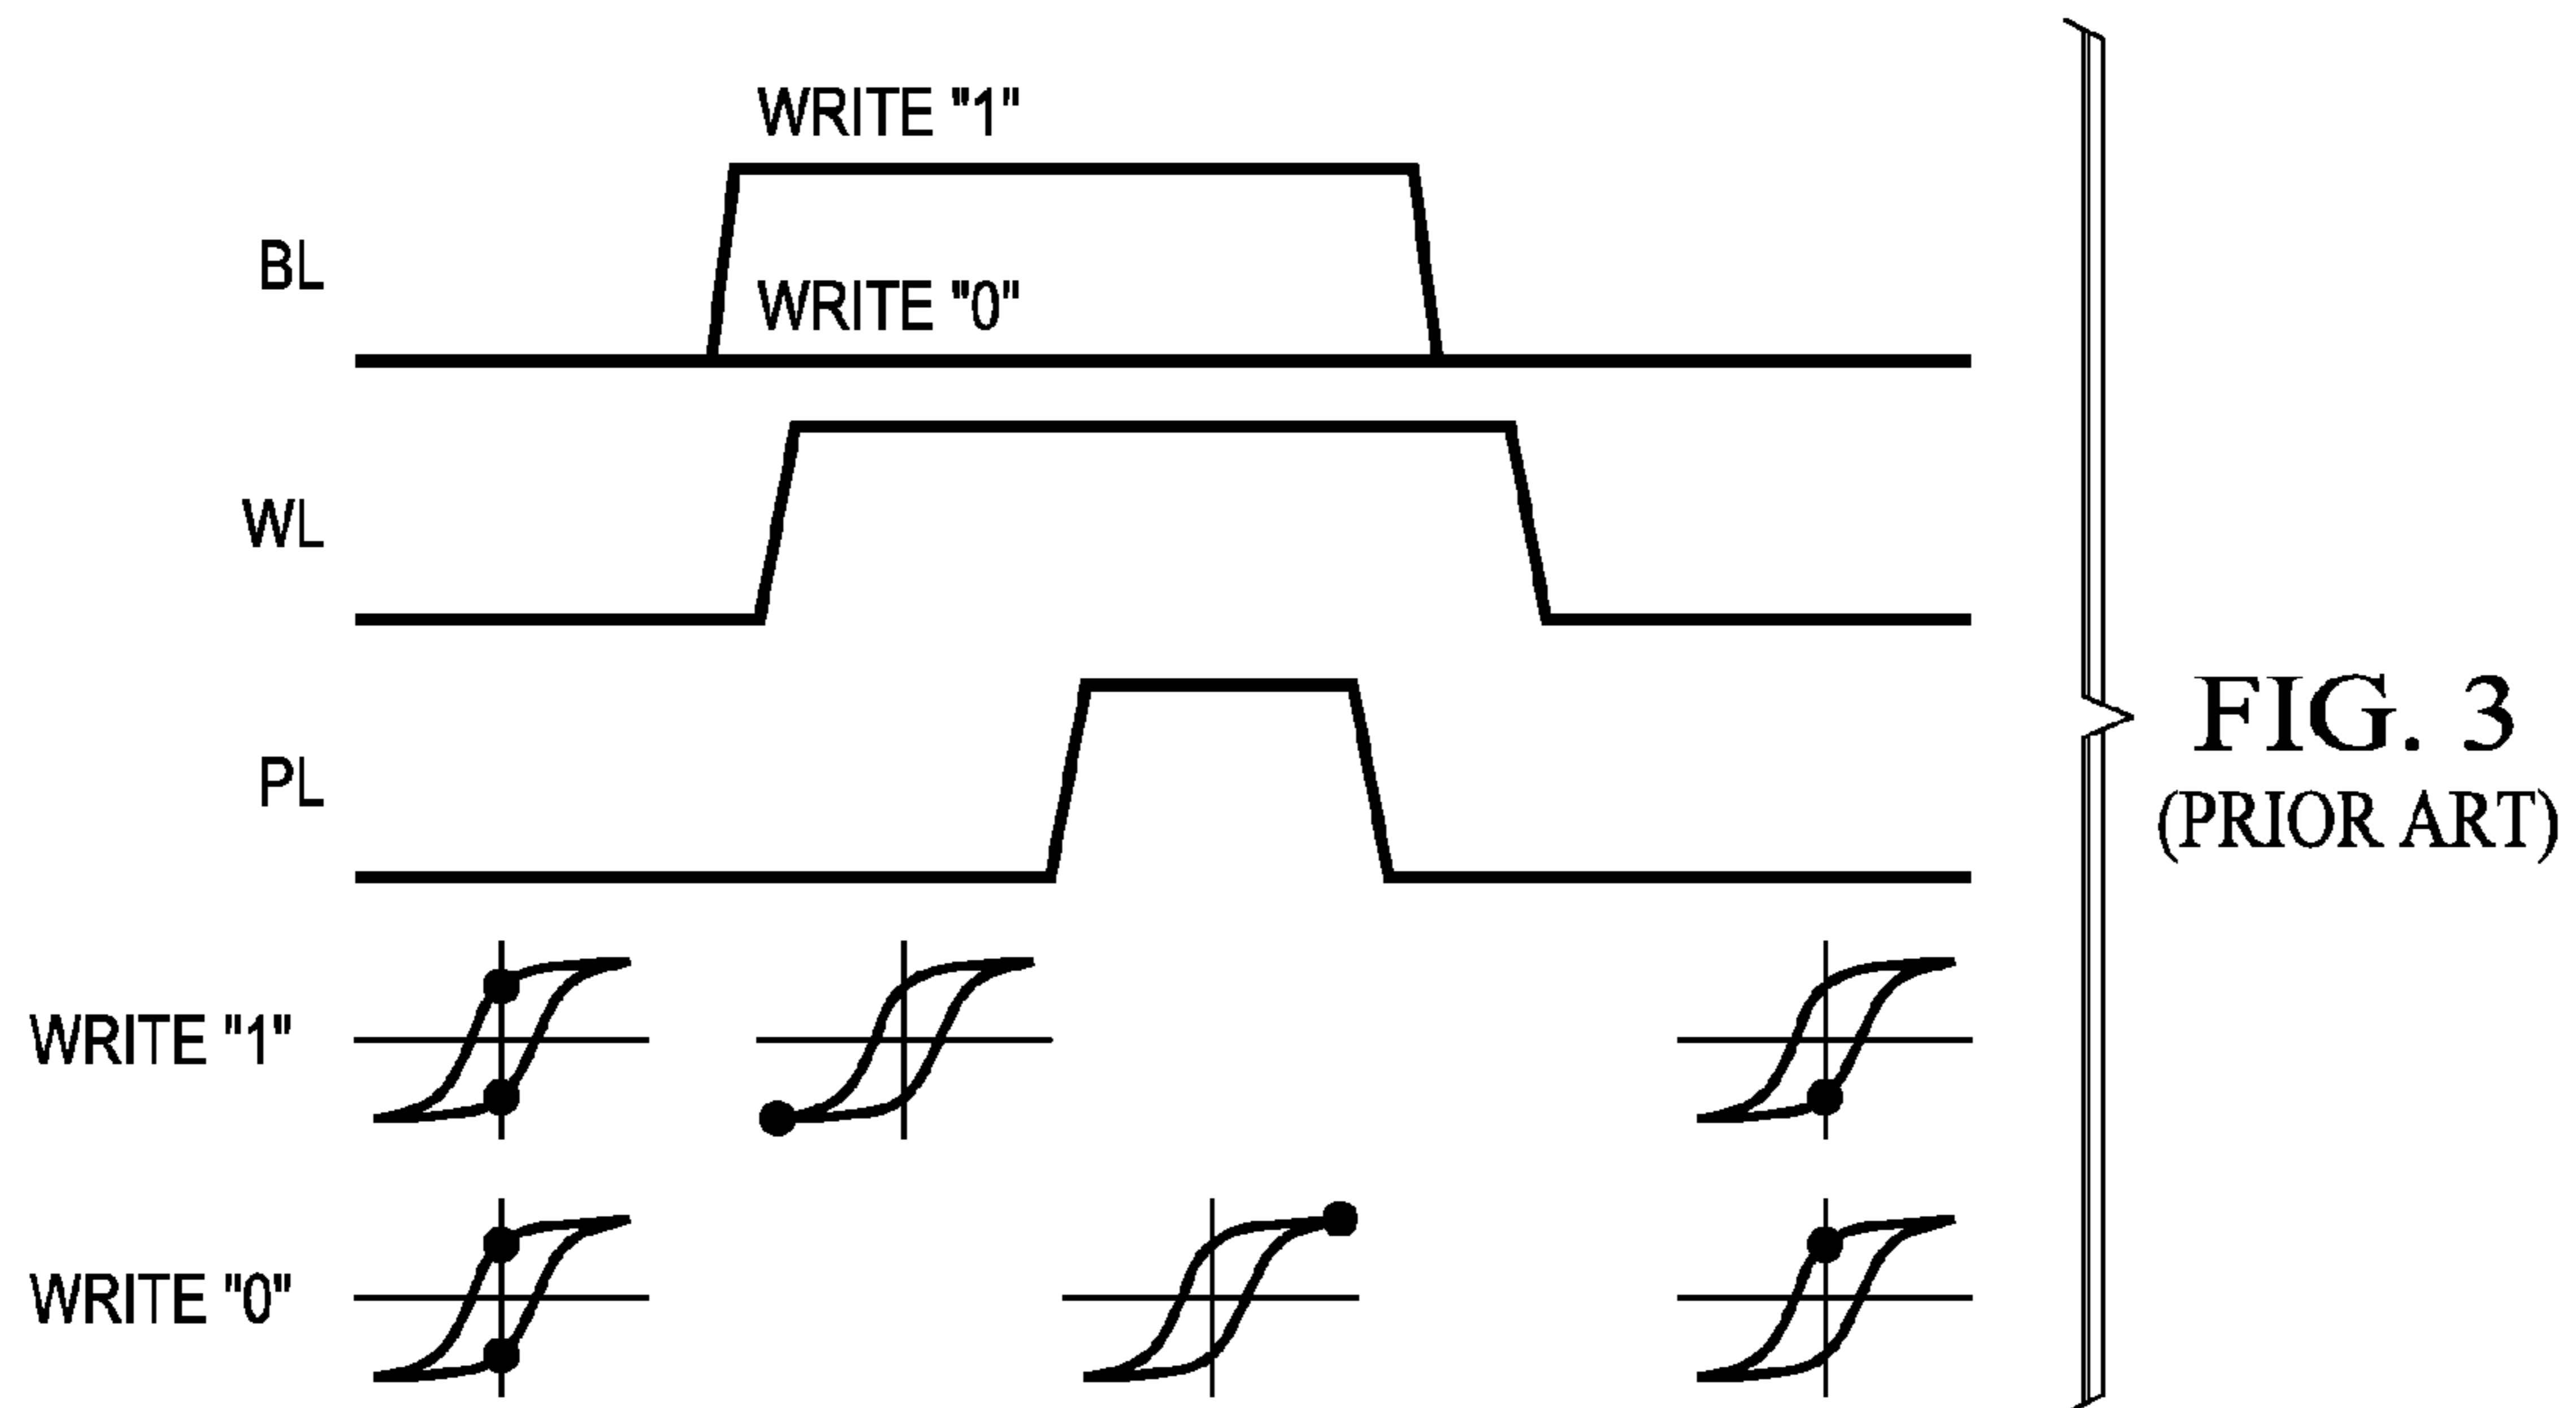 WRITE "1"
BL
WRITE "0"
WL
PL
WRITE "1"
WRITE "0"
FIG. 3
(PRIOR ART)